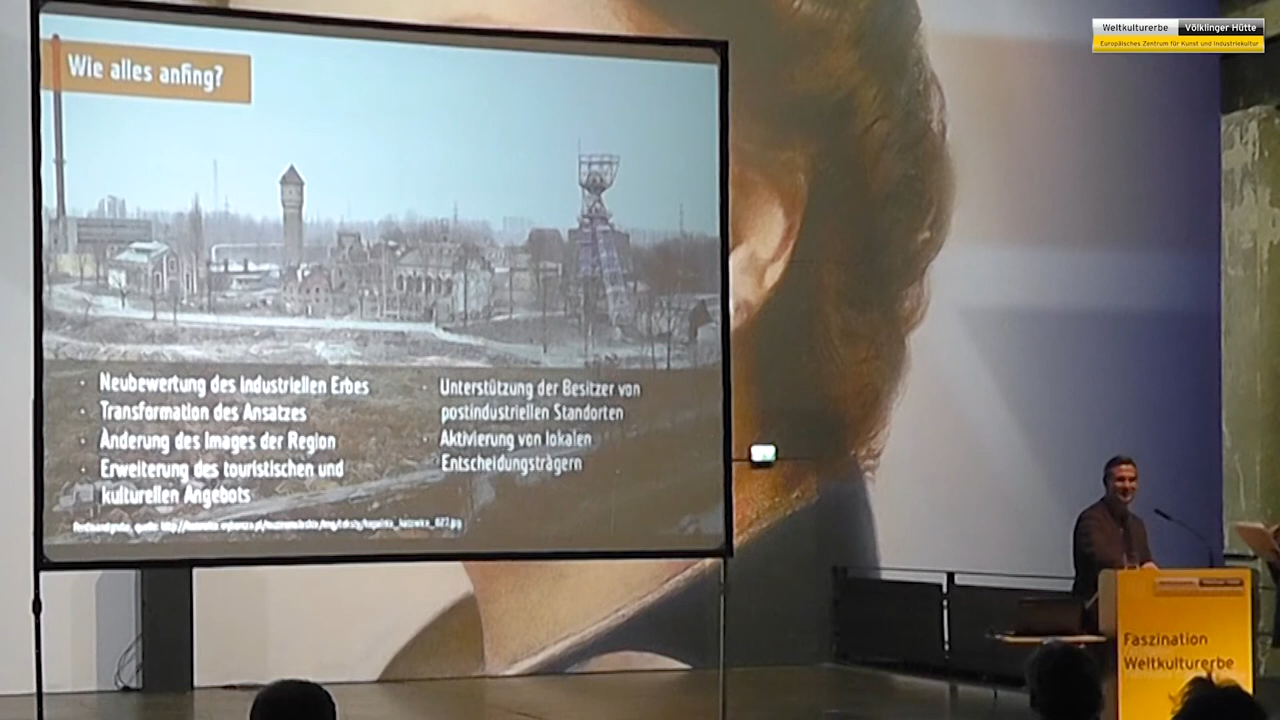 Weltkulturerbe Völklinger Hütte
Europäisches Zentrum für Kunst und Industriekultur
Wie alles anfing?
· Neubewertung des industriellen Erbes
· Transformation des Ansatzes
· Änderung des Images der Region
· Erweiterung des touristischen und
kulturellen Angebots
· Unterstützung der Besitzer von
postindustriellen Standorten
· Aktivierung von lokalen
Entscheidungsträgern
Faszination
Weltkulturerbe